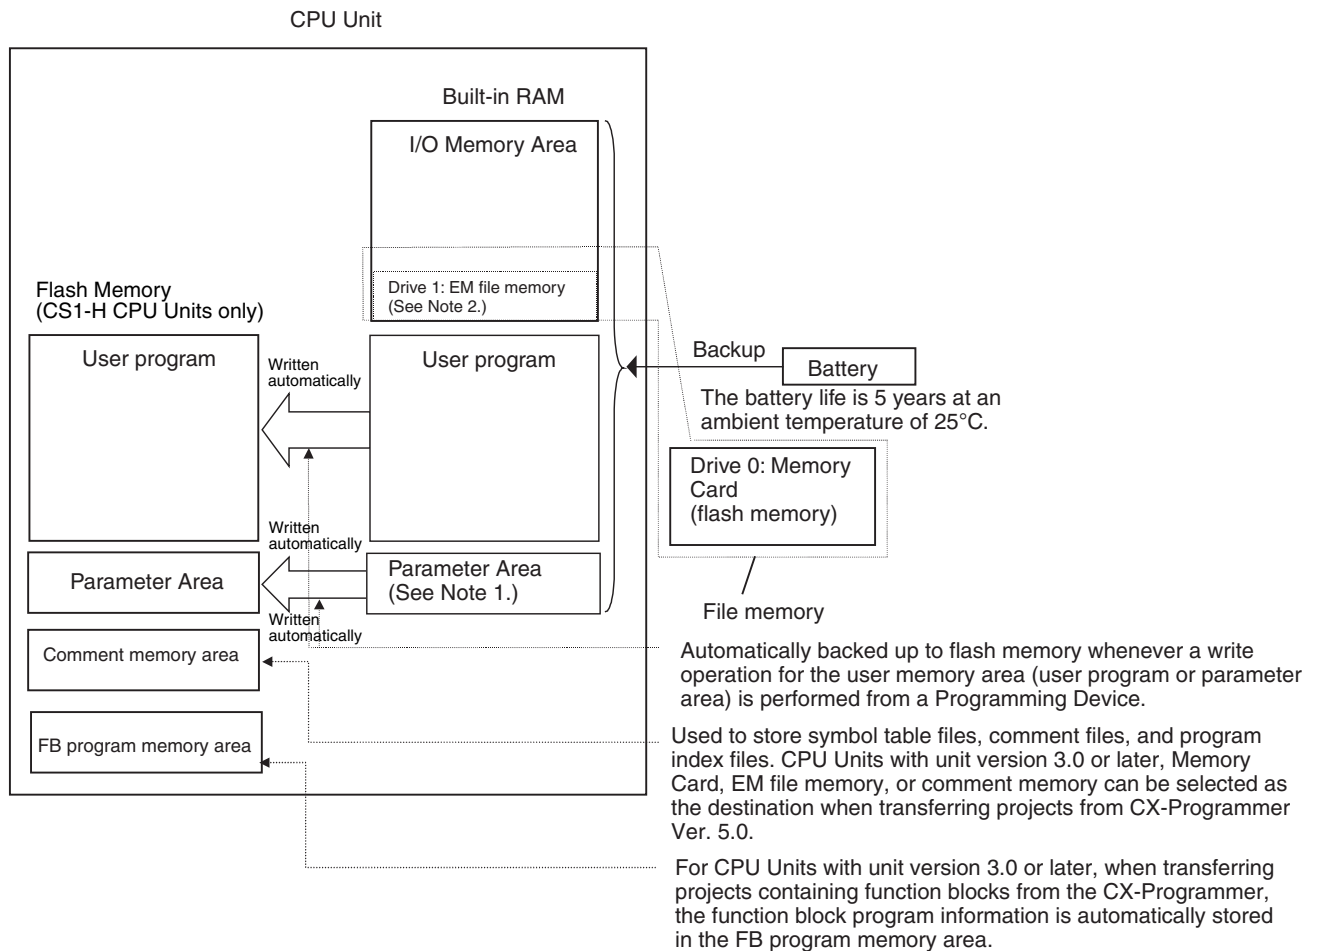 CPU Unit
Built-in RAM
I/O Memory Area
Drive 1: EM file memory
(See Note 2.)
Flash Memory
(CS1-H CPU Units only)
User program
Written
automatically
User program
Backup
Battery
The battery life is 5 years at an
ambient temperature of 25°C.
Drive 0: Memory
Card
(flash memory)
Written
automatically
Parameter Area
Parameter Area
(See Note 1.)
File memory
Written
automatically
Comment memory area
Automatically backed up to flash memory whenever a write
operation for the user memory area (user program or parameter
area) is performed from a Programming Device.
FB program memory area
Used to store symbol table files, comment files, and program
index files. CPU Units with unit version 3.0 or later, Memory
Card, EM file memory, or comment memory can be selected as
the destination when transferring projects from CX-Programmer
Ver. 5.0.
For CPU Units with unit version 3.0 or later, when transferring
projects containing function blocks from the CX-Programmer,
the function block program information is automatically stored
in the FB program memory area.